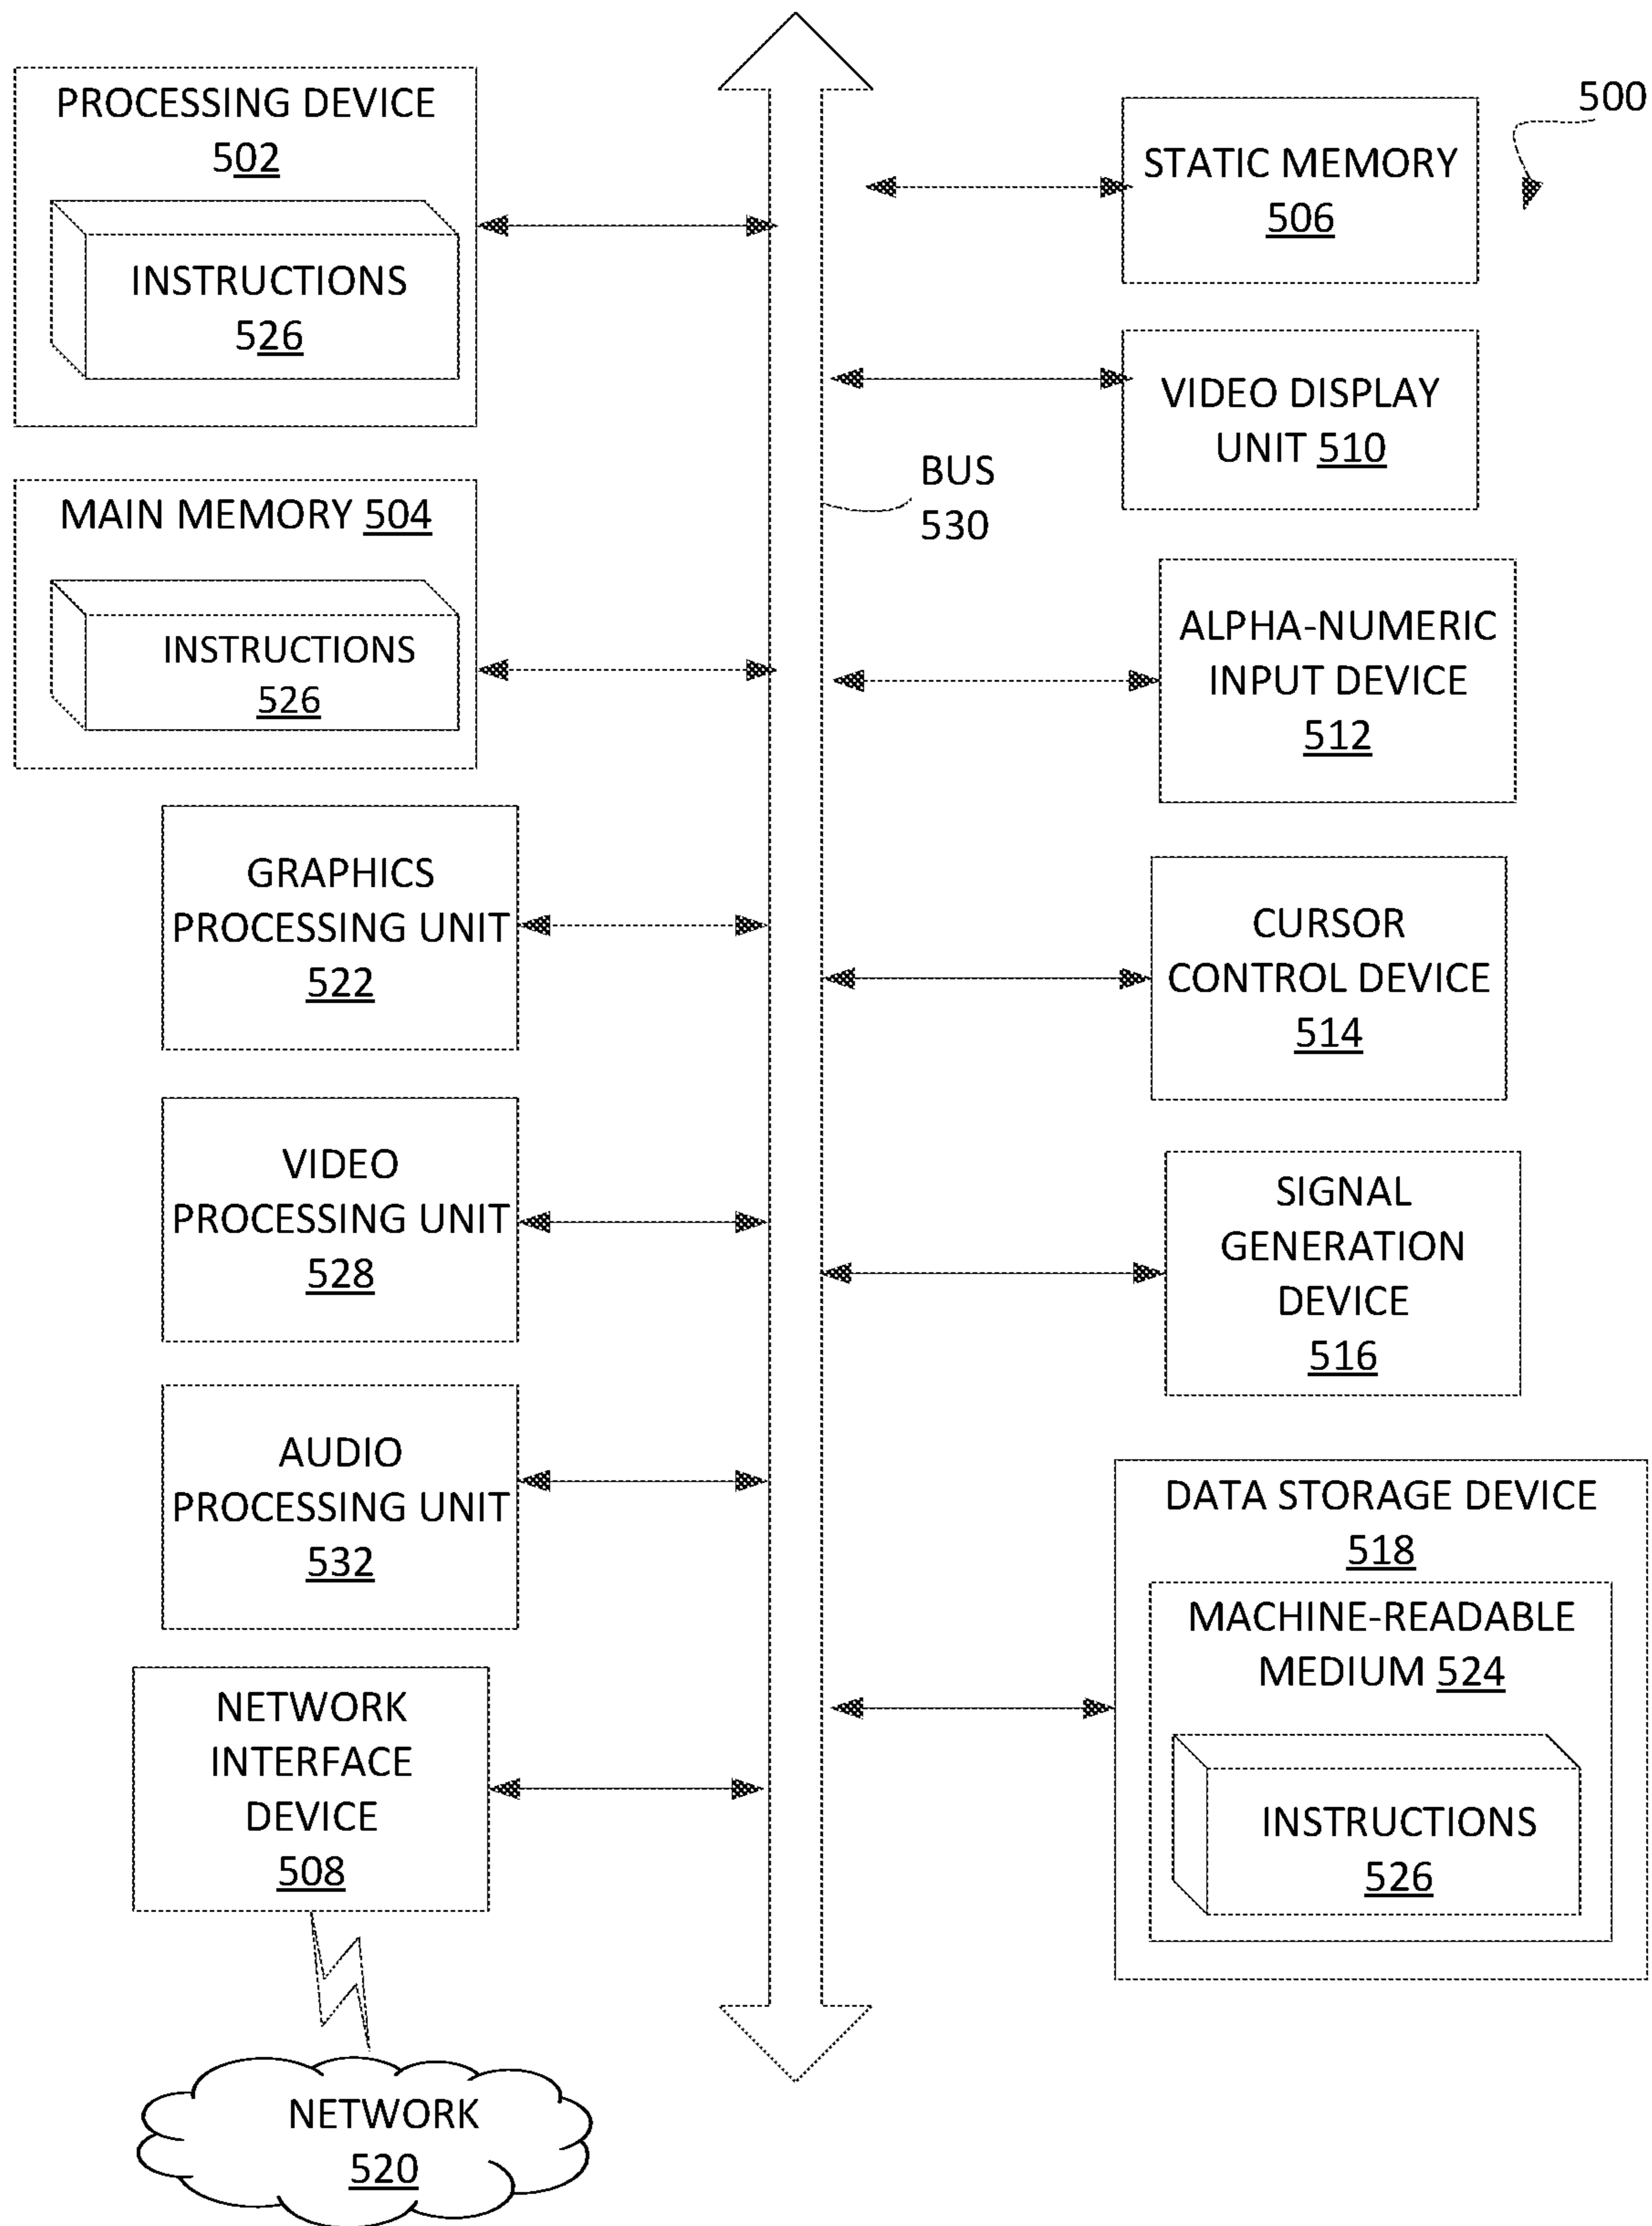 PROCESSING DEVICE
502
INSTRUCTIONS
526
MAIN MEMORY 504
INSTRUCTIONS
526
GRAPHICS
PROCESSING UNIT
522
VIDEO
PROCESSING UNIT
528
AUDIO
PROCESSING UNIT
532
NETWORK
INTERFACE
DEVICE
508
NETWORK
520
BUS
530
500
STATIC MEMORY
506
VIDEO DISPLAY
UNIT 510
ALPHA-NUMERIC
INPUT DEVICE
512
CURSOR
CONTROL DEVICE
514
SIGNAL
GENERATION
DEVICE
516
DATA STORAGE DEVICE
518
MACHINE-READABLE
MEDIUM 524
INSTRUCTIONS
526